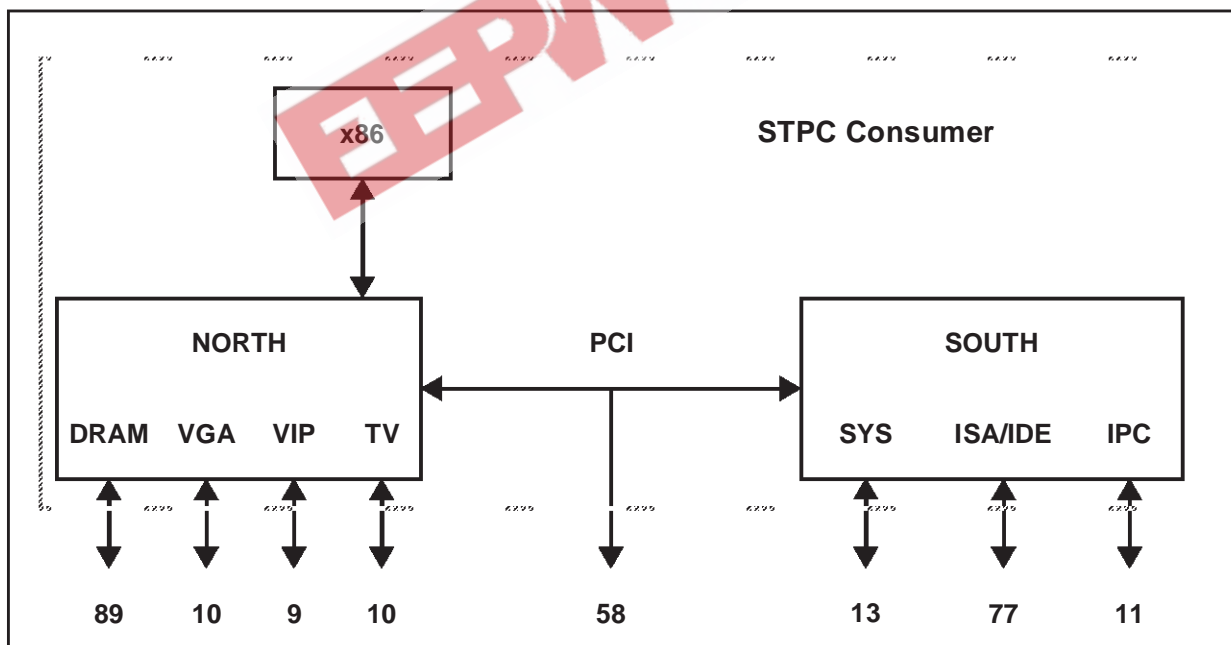 EEPW
x86
STPC Consumer
NORTH
PCI
SOUTH
DRAM VGA VIP TV
SYS ISA/IDE IPC
89 10 9 10 58 13 77 11